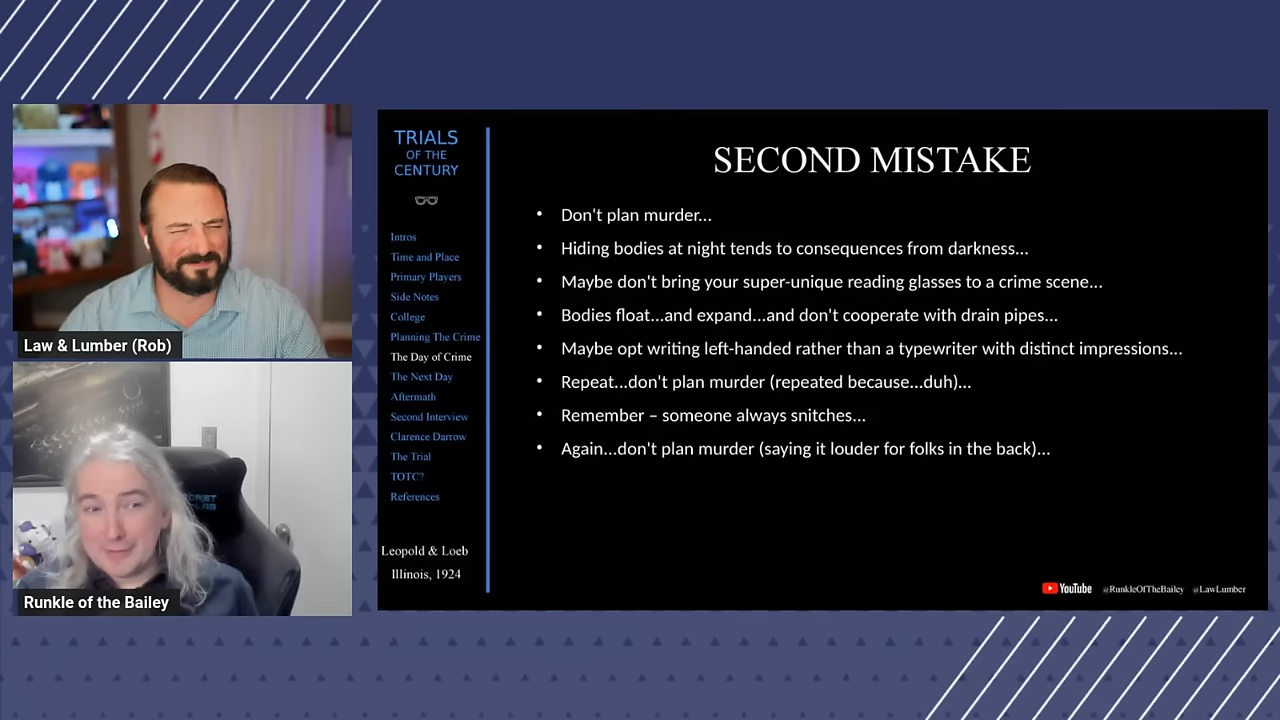 TRIALS
OF THE
CENTURY
Intros
Time and Place
Primary Players
Side Notes
College
Planning The Crime
The Day of Crime
The Next Day
Aftermath
Second Interview
Clarence Darrow
The Trial
TOTC?
References
Leopold & Loeb
Illinois, 1924
SECOND MISTAKE
• Don't plan murder...
• Hiding bodies at night tends to consequences from darkness...
• Maybe don't bring your super-unique reading glasses to a crime scene...
• Bodies float...and expand...and don't cooperate with drain pipes...
• Maybe opt writing left-handed rather than a typewriter with distinct impressions...
• Repeat...don't plan murder (repeated because...duh)...
• Remember – someone always snitches...
• Again...don't plan murder (saying it louder for folks in the back)...
YouTube @RunkleOfTheBailey @LawLumber
Law & Lumber (Rob)
Runkle of the Bailey